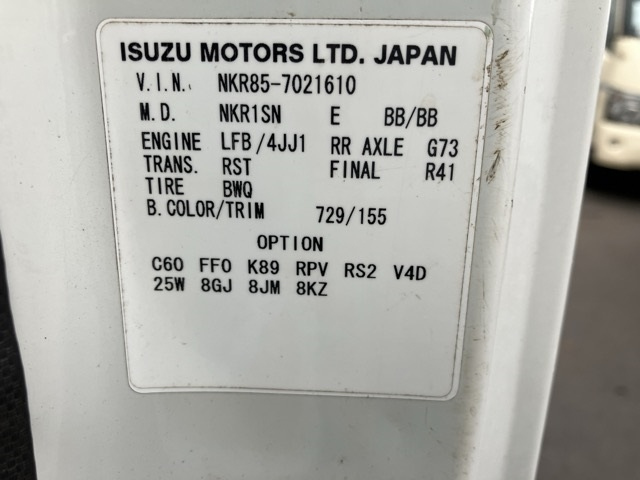 ISUZU MOTORS LTD. JAPAN
V.I.N. NKR85-7021610
M.D. NKR1SN E BB/BB
ENGINE LFB/4JJ1 RR AXLE G73
TRANS. RST FINAL R41
TIRE BWQ
B.COLOR/TRIM 729/155
OPTION
C60 FF0 K89 RPV RS2 V4D
25W 8GJ 8JM 8KZ